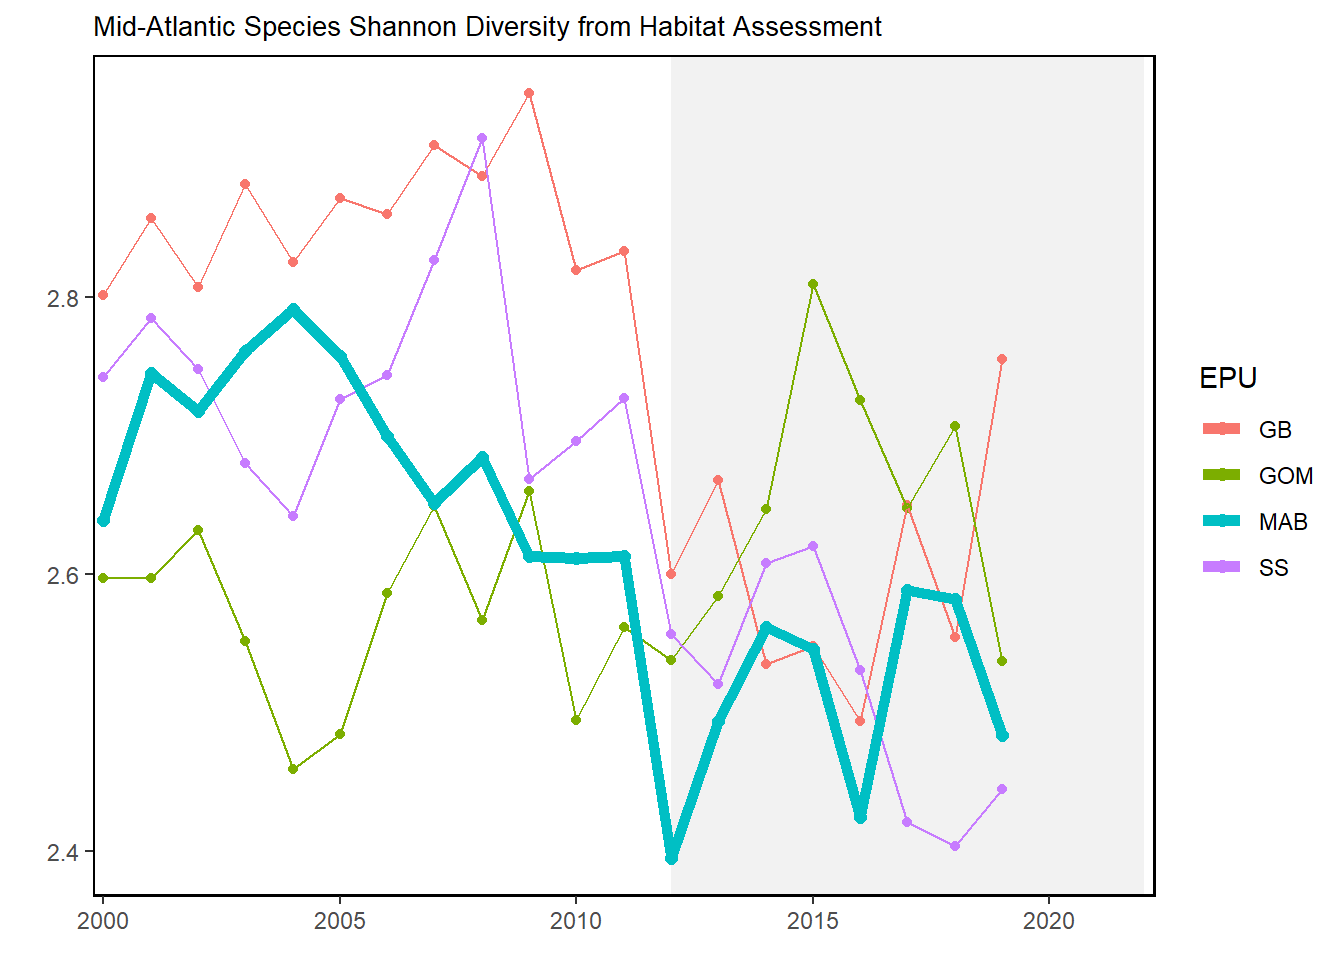 Mid-Atlantic Species Shannon Diversity from Habitat Assessment
2.8
2.6
2.4
2000 2005 2010 2015 2020
EPU
GB
GOM
MAB
SS